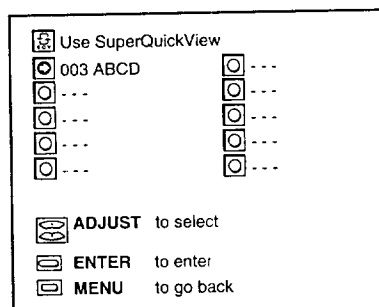 Use SuperQuickView
003 ABCD - - -
- - - - - -
- - - - - -
- - - - - -
- - - - - -
ADJUST to select
ENTER to enter
MENU to go back